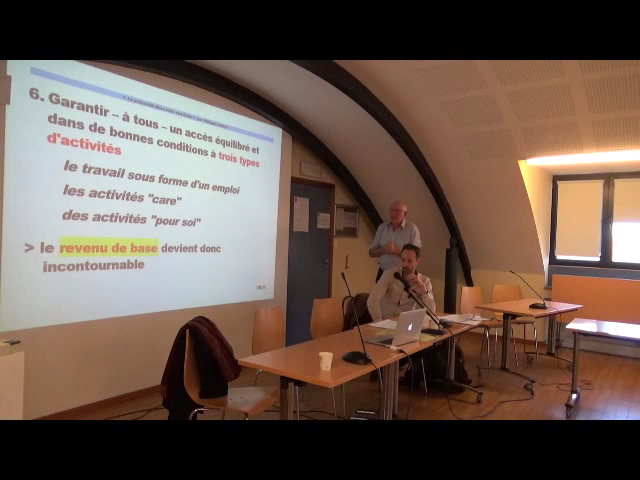 6. Garantir – à tous – un accès équilibré et
dans de bonnes conditions à trois types
d'activités
le travail sous forme d'un emploi
les activités "care"
des activités "pour soi"
> le revenu de base devient donc
incontournable